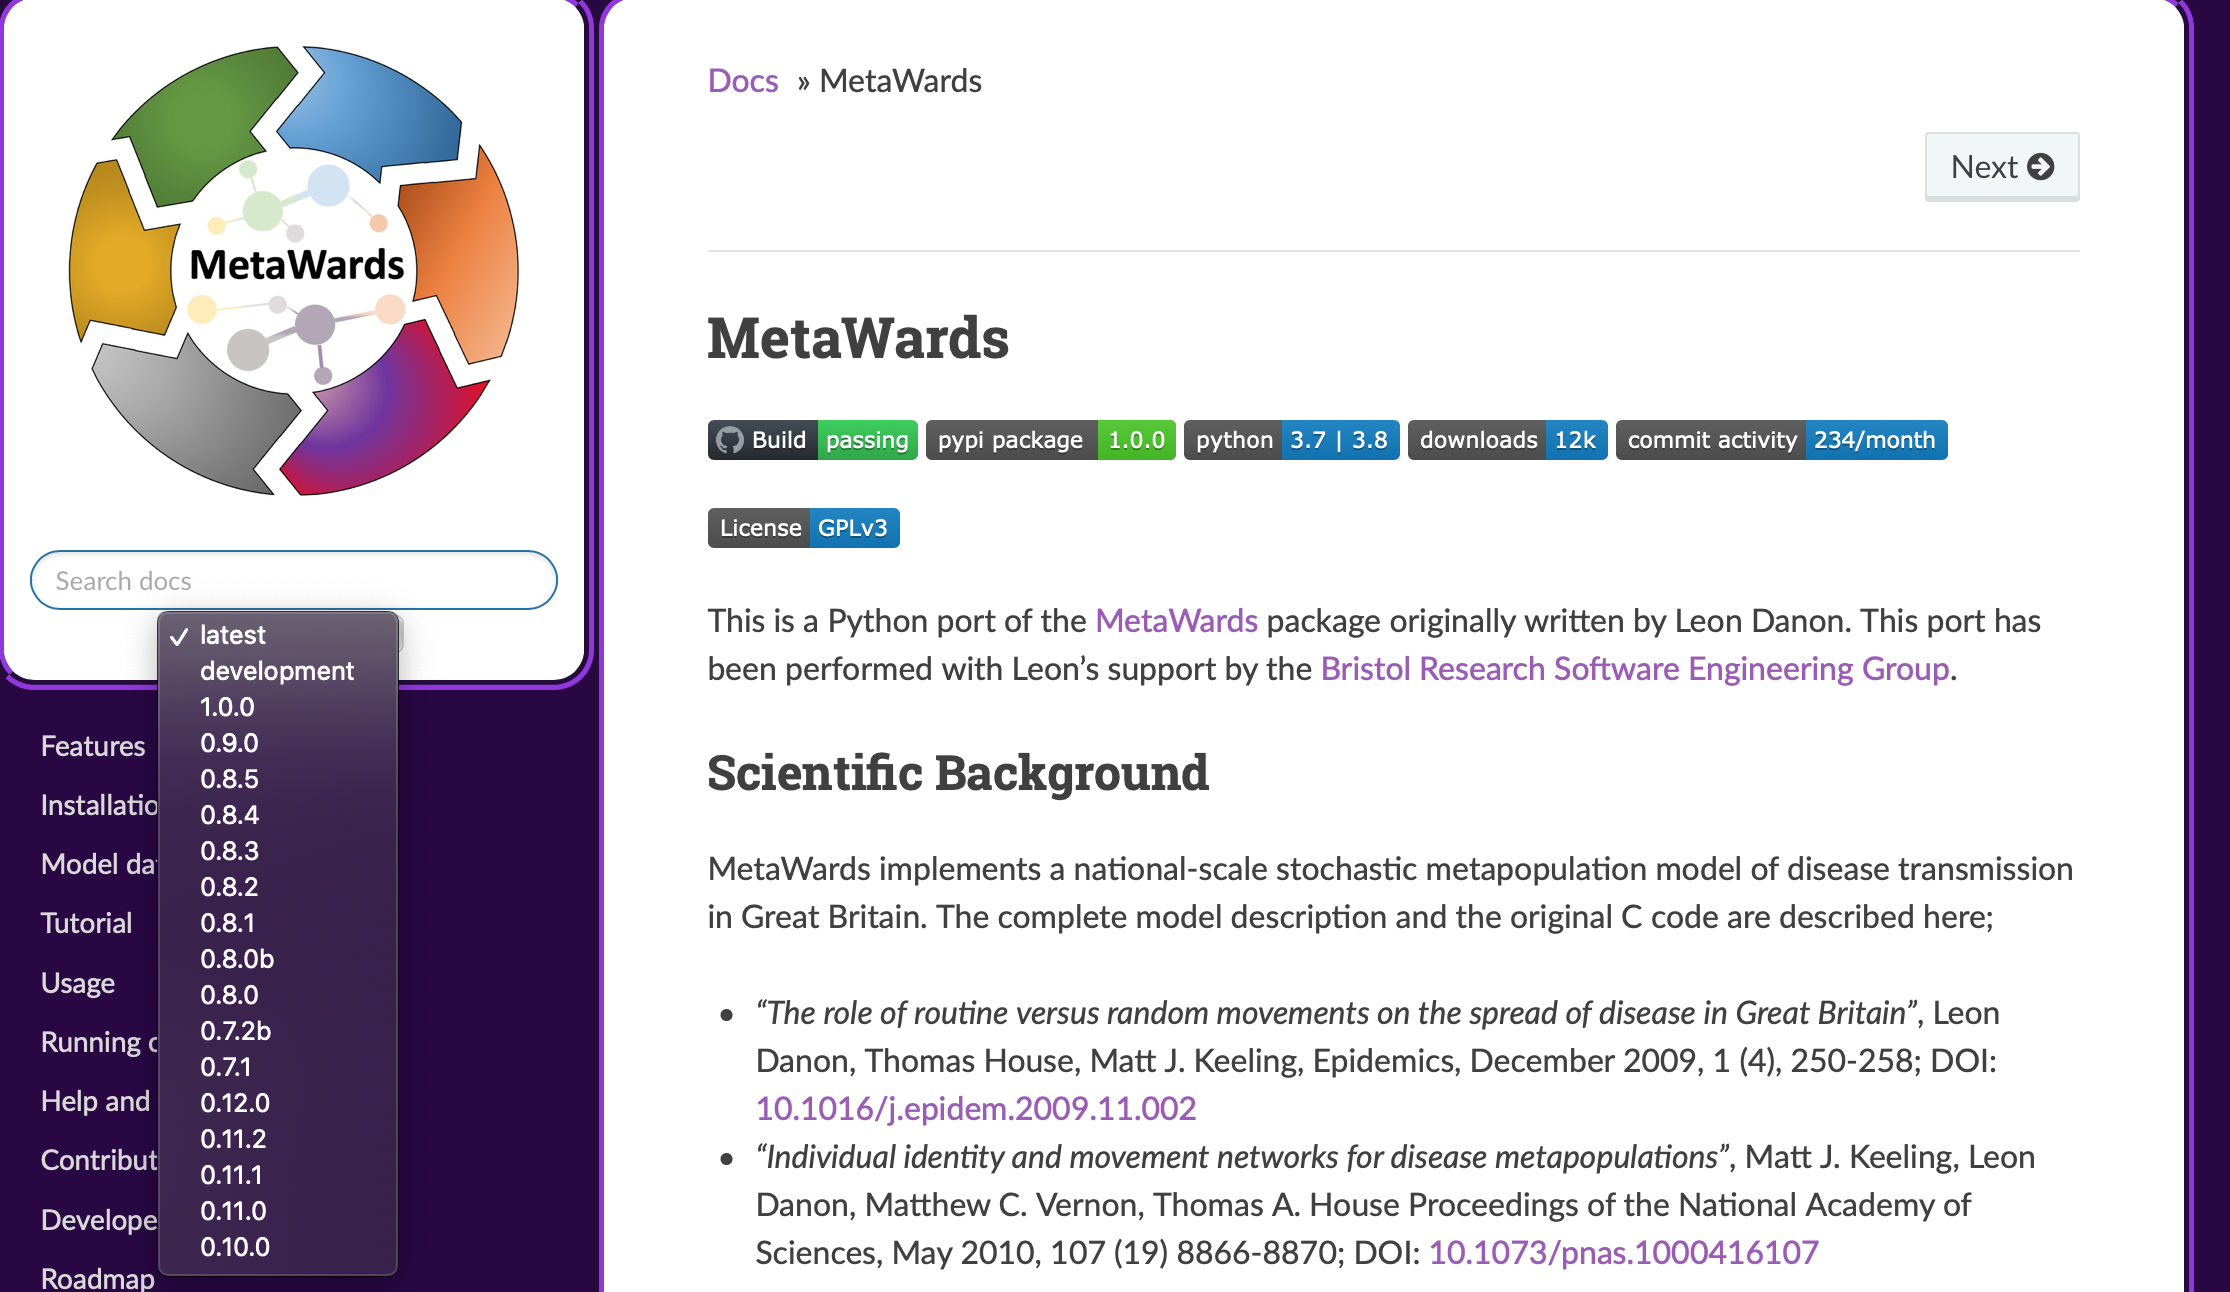 MetaWards
Search docs
✓ latest
development
1.0.0
0.9.0
0.8.5
0.8.4
0.8.3
0.8.2
0.8.1
0.8.0b
0.8.0
0.7.2b
0.7.1
0.12.0
0.11.2
0.11.1
0.11.0
0.10.0
Features
Installatio
Model da
Tutorial
Usage
Running
Help and
Contribut
Develope
Roadmap
Docs » MetaWards
Next
MetaWards
Build passing pypi package 1.0.0 python 3.7 | 3.8 downloads 12k commit activity 234/month
License GPLv3
This is a Python port of the MetaWards package originally written by Leon Danon. This port has
been performed with Leon’s support by the Bristol Research Software Engineering Group.
Scientific Background
MetaWards implements a national-scale stochastic metapopulation model of disease transmission
in Great Britain. The complete model description and the original C code are described here;
• “The role of routine versus random movements on the spread of disease in Great Britain”, Leon
Danon, Thomas House, Matt J. Keeling, Epidemics, December 2009, 1 (4), 250-258; DOI:
10.1016/j.epidem.2009.11.002
• “Individual identity and movement networks for disease metapopulations”, Matt J. Keeling, Leon
Danon, Matthew C. Vernon, Thomas A. House Proceedings of the National Academy of
Sciences, May 2010, 107 (19) 8866-8870; DOI: 10.1073/pnas.1000416107